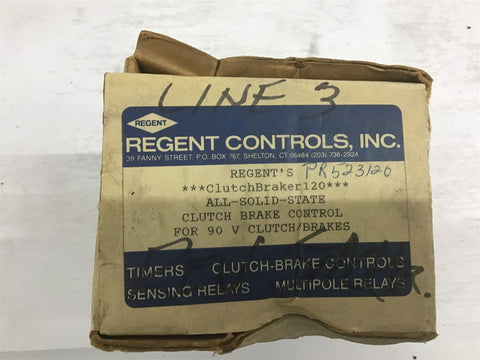 LINE 3
REGENT
REGENT CONTROLS, INC.
39 FANNY STREET, P.O. BOX 767, SHELTON, CT 06484 (203) 736-2924
REGENT'S PR523120
***ClutchBraker120***
ALL-SOLID-STATE
CLUTCH BRAKE CONTROL
FOR 90 V CLUTCH/BRAKES
TIMERS CLUTCH-BRAKE CONTROLS
SENSING RELAYS MULTIPOLE RELAYS